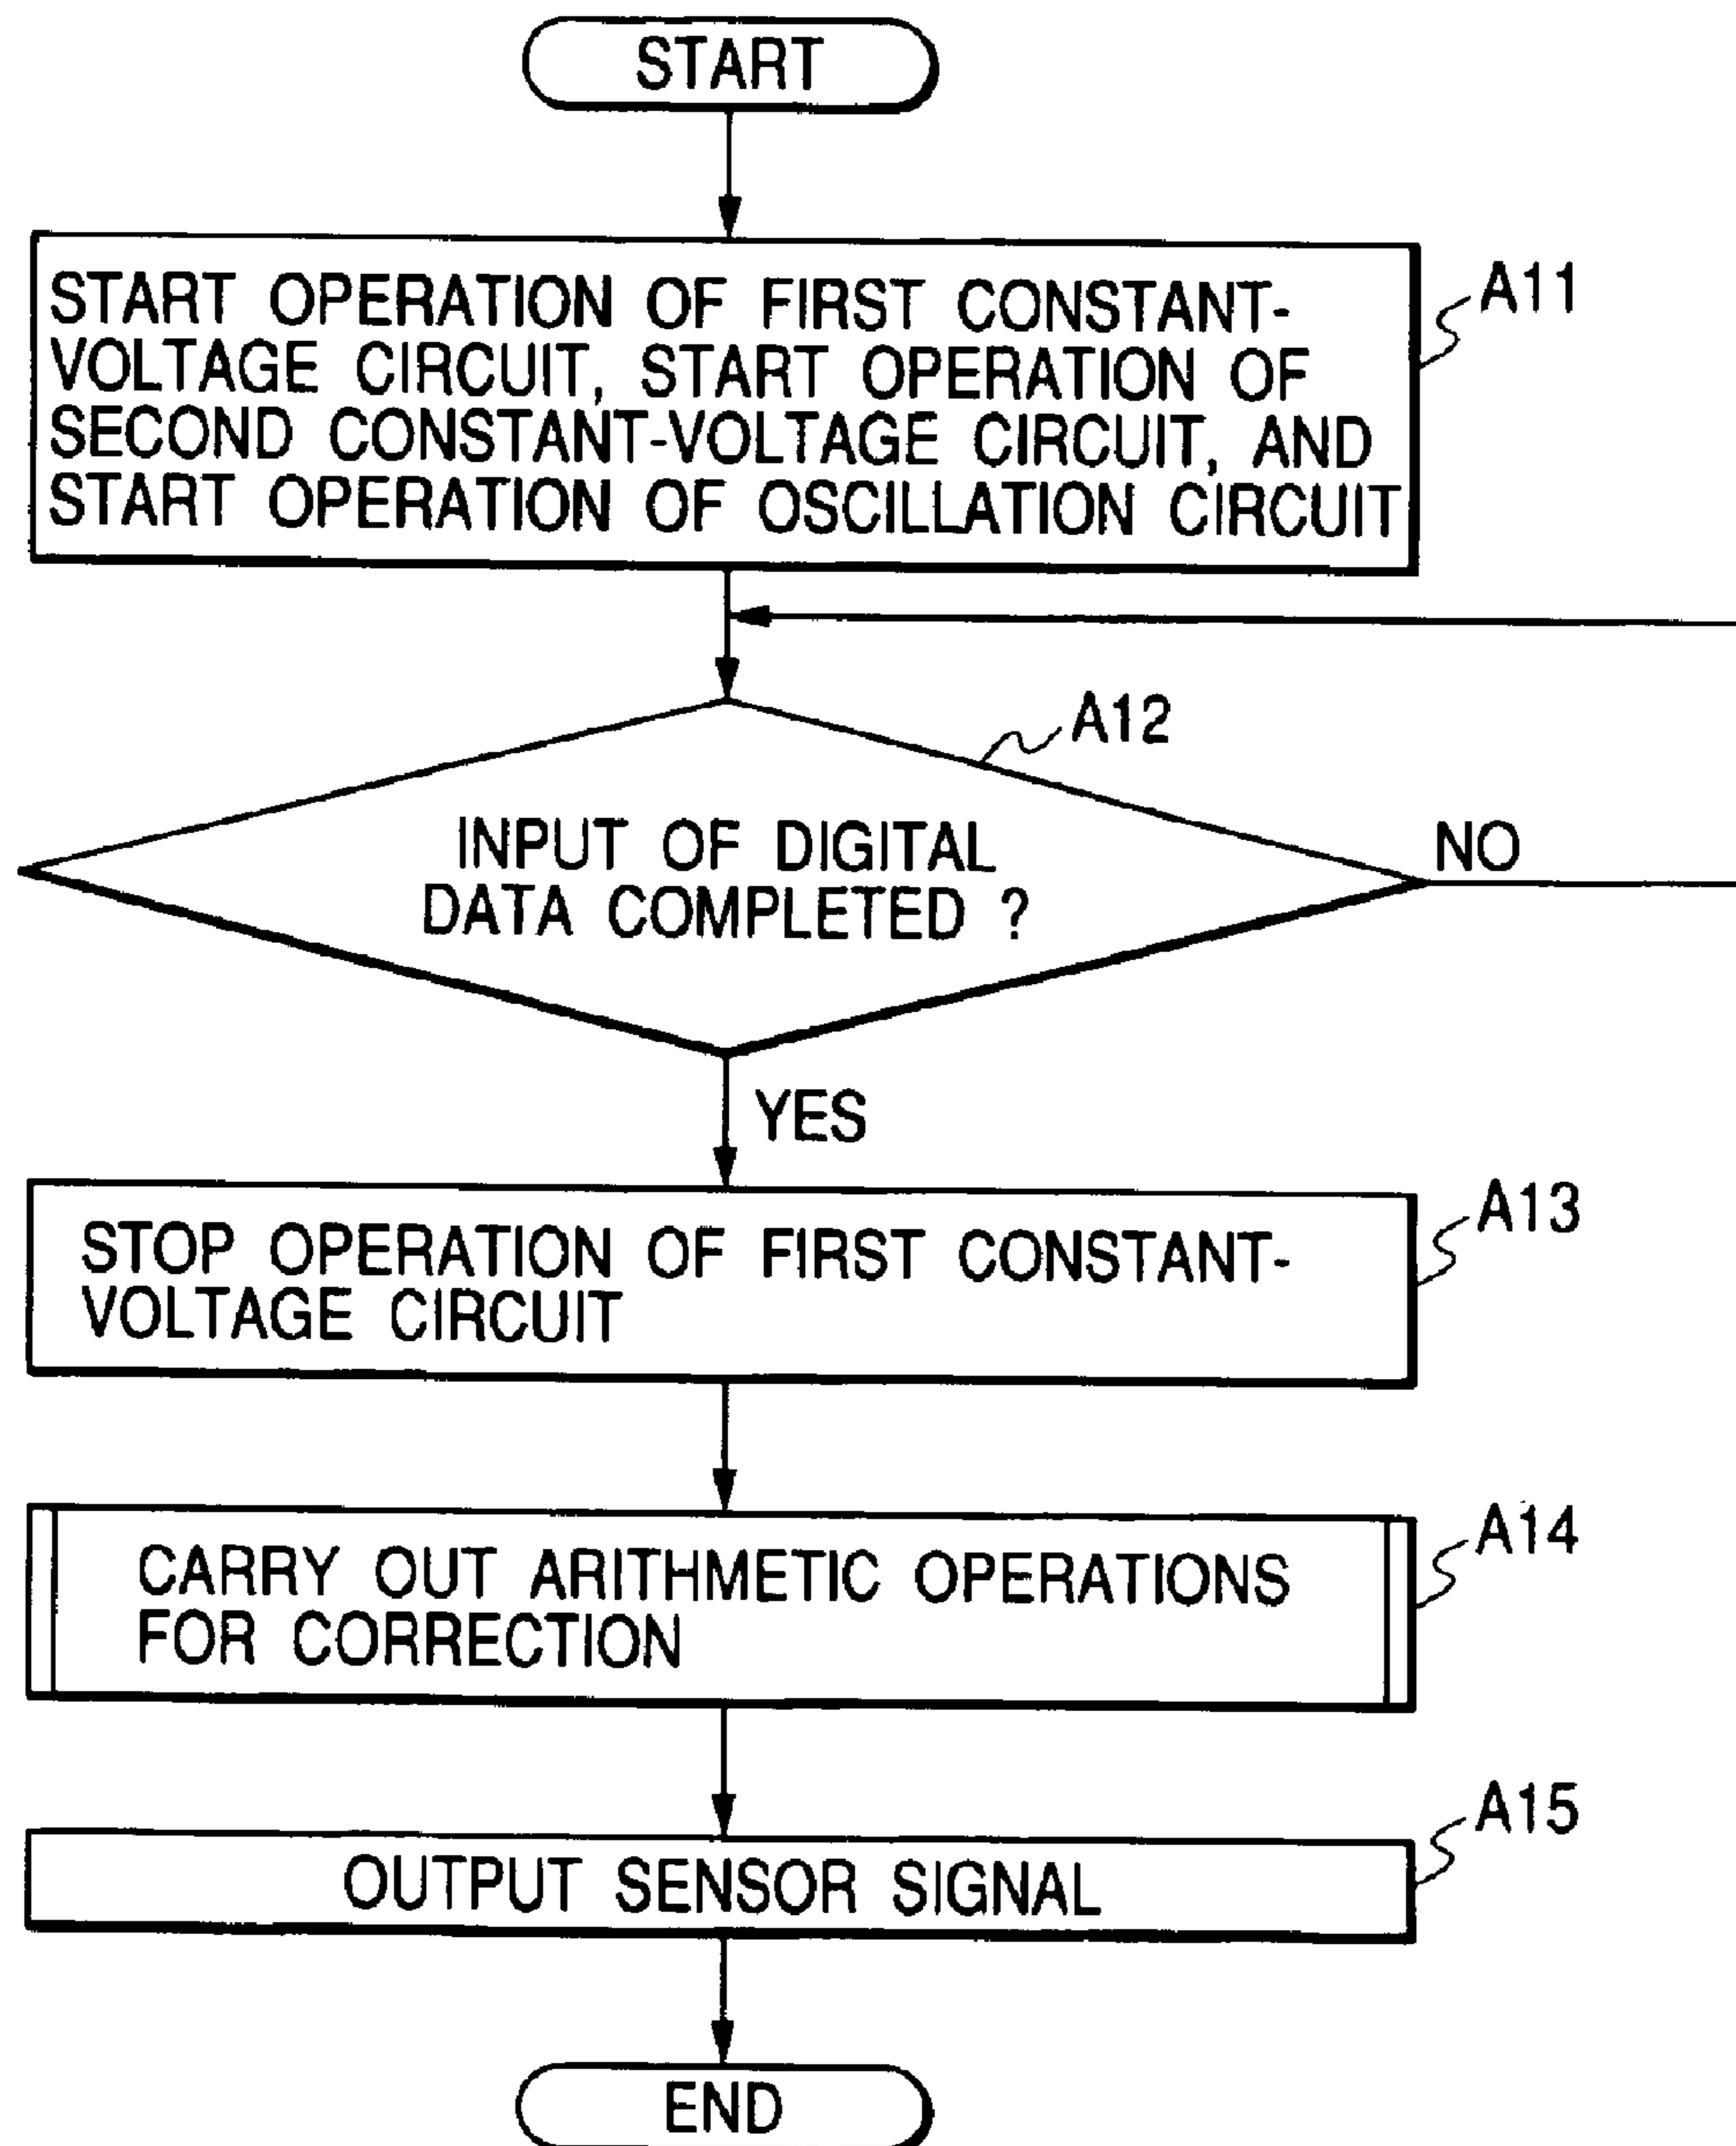 START
START OPERATION OF FIRST CONSTANT-
VOLTAGE CIRCUIT, START OPERATION OF
SECOND CONSTANT-VOLTAGE CIRCUIT, AND
START OPERATION OF OSCILLATION CIRCUIT
A11
A12
INPUT OF DIGITAL
DATA COMPLETED ?
NO
YES
STOP OPERATION OF FIRST CONSTANT-
VOLTAGE CIRCUIT
A13
CARRY OUT ARITHMETIC OPERATIONS
FOR CORRECTION
A14
OUTPUT SENSOR SIGNAL
A15
END